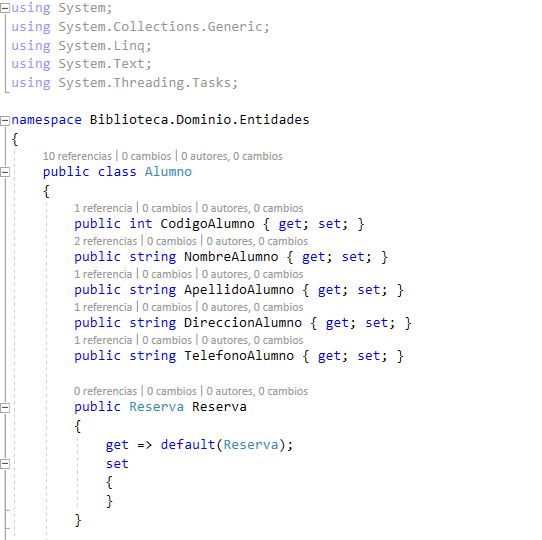 using System;
using System.Collections.Generic;
using System.Linq;
using System.Text;
using System.Threading.Tasks;
namespace Biblioteca.Dominio.Entidades
{
10 referencias | 0 cambios | 0 autores, 0 cambios
public class Alumno
{
1 referencia | 0 cambios | 0 autores, 0 cambios
public int CodigoAlumno { get; set; }
2 referencias | 0 cambios | 0 autores, 0 cambios
public string NombreAlumno { get; set; }
1 referencia | 0 cambios | 0 autores, 0 cambios
public string ApellidoAlumno { get; set; }
1 referencia | 0 cambios | 0 autores, 0 cambios
public string DireccionAlumno { get; set; }
1 referencia | 0 cambios | 0 autores, 0 cambios
public string TelefonoAlumno { get; set; }
0 referencias | 0 cambios | 0 autores, 0 cambios
public Reserva Reserva
{
get => default(Reserva);
set
{
}
}